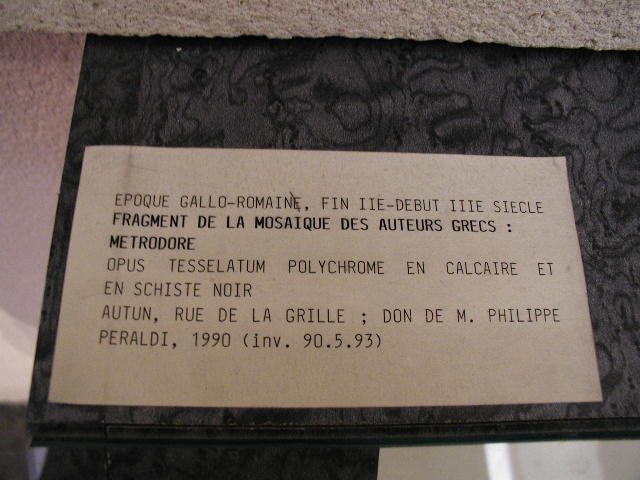 EPOQUE GALLO-ROMAINE, FIN IIE-DEBUT IIIE SIECLE
FRAGMENT DE LA MOSAIQUE DES AUTEURS GRECS :
METRODORE
OPUS TESSELATUM POLYCHROME EN CALCAIRE ET
EN SCHISTE NOIR
AUTUN, RUE DE LA GRILLE ; DON DE M. PHILIPPE
PERALDI, 1990 (inv. 90.5.93)